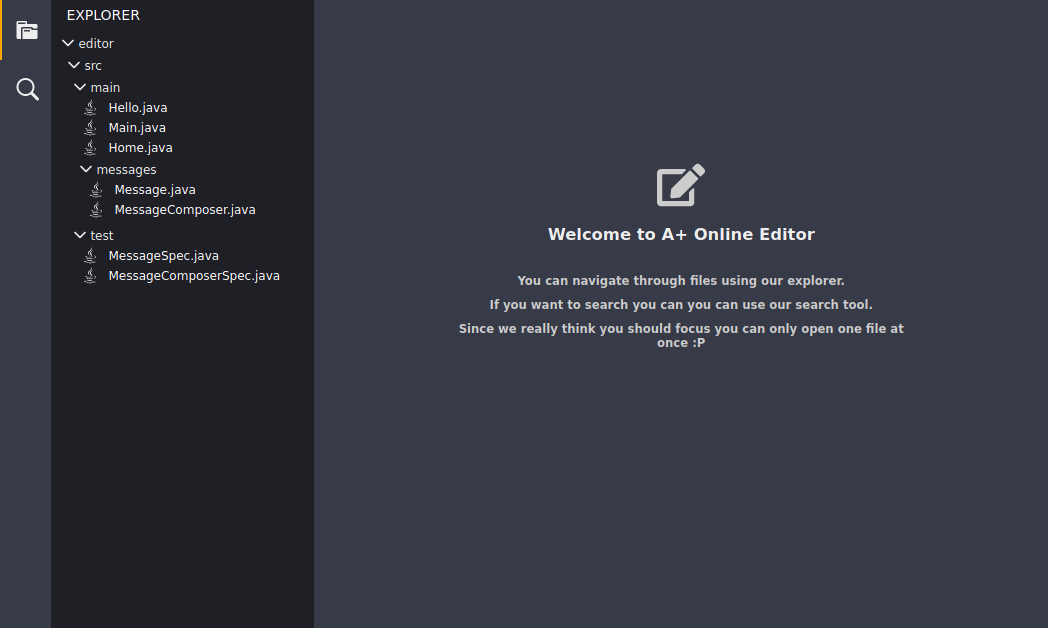 EXPLORER
editor
src
main
Hello.java
Main.java
Home.java
messages
Message.java
MessageComposer.java
test
MessageSpec.java
MessageComposerSpec.java
Welcome to A+ Online Editor
You can navigate through files using our explorer.
If you want to search you can you can use our search tool.
Since we really think you should focus you can only open one file at
once :P